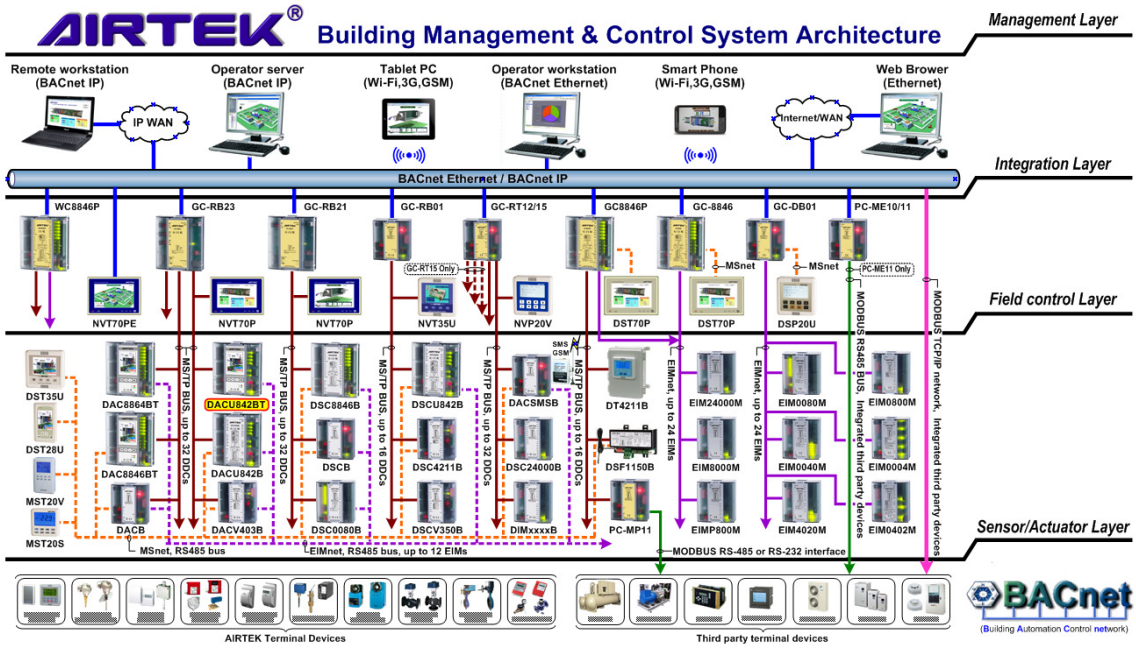 AIRTEK®
Building Management & Control System Architecture
Management Layer
Remote workstation
(BACnet IP)
Operator server
(BACnet IP)
Tablet PC
(Wi-Fi,3G,GSM)
Operator workstation
(BACnet Ethernet)
Smart Phone
(Wi-Fi,3G,GSM)
Web Brower
(Ethernet)
IP WAN
Internet/WAN
Integration Layer
BACnet Ethernet / BACnet IP
WC8846P
GC-RB23
GC-RB21
GC-RB01
GC-RT12/15
GC8846P
GC-8846
GC-DB01
PC-ME10/11
AIRTEK
GC-RT15 Only
MSnet
MSnet
PC-ME11 Only
NVT70PE
NVT70P
NVT70P
NVT35U
NVP20V
DST70P
DST70P
DSP20U
Field control Layer
MS/TP BUS, up to 32 DDCs
MS/TP BUS, up to 32 DDCs
MS/TP BUS, up to 16 DDCs
MS/TP BUS, up to 32 DDCs
MS/TP BUS, up to 16 DDCs
EIMnet, up to 24 EIMs
EIMnet, up to 24 EIMs
MODBUS RS485 BUS, Integrated third party devices
MODBUS TCP/IP network, Integrated third party devices
SMS
GSM
DST35U
DAC8864BT
DACU842BT
DSC8846B
DSCU842B
DACSMSB
DT4211B
EIM24000M
EIM0080M
EIM0800M
DST28U
DAC8846BT
DACU842B
DSCB
DSC4211B
DSC24000B
DSF1150B
EIM8000M
EIM0040M
EIM0004M
MST20V
MST20S
DACB
DACV403B
DSC0080B
DSCV350B
DIMxxxxB
PC-MP11
EIMP800M
EIM4020M
EIM0402M
Sensor/Actuator Layer
MSnet, RS485 bus
EIMnet, RS485 bus, up to 12 EIMs
MODBUS RS-485 or RS-232 interface
AIRTEK Terminal Devices
Third party terminal devices
BACnet
(Building Automation Control network)